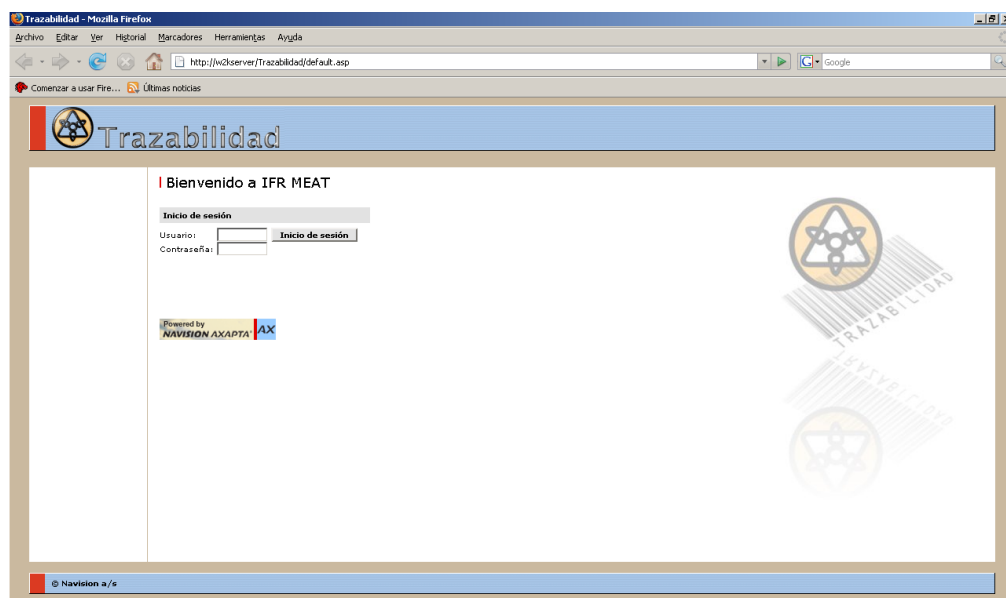 Trazabilidad - Mozilla Firefox
Archivo Editar Ver Historial Marcadores Herramientas Ayuda
http://w2kserver/Trazabilidad/default.asp
G Google
Comenzar a usar Fire... Últimas noticias
Trazabilidad
Bienvenido a IFR MEAT
Inicio de sesión
Usuario: Inicio de sesión
Contraseña:
Powered by
NAVISION AXAPTA® AX
TRAZABILIDAD
TRAZABILIDAD
© Navision a/s